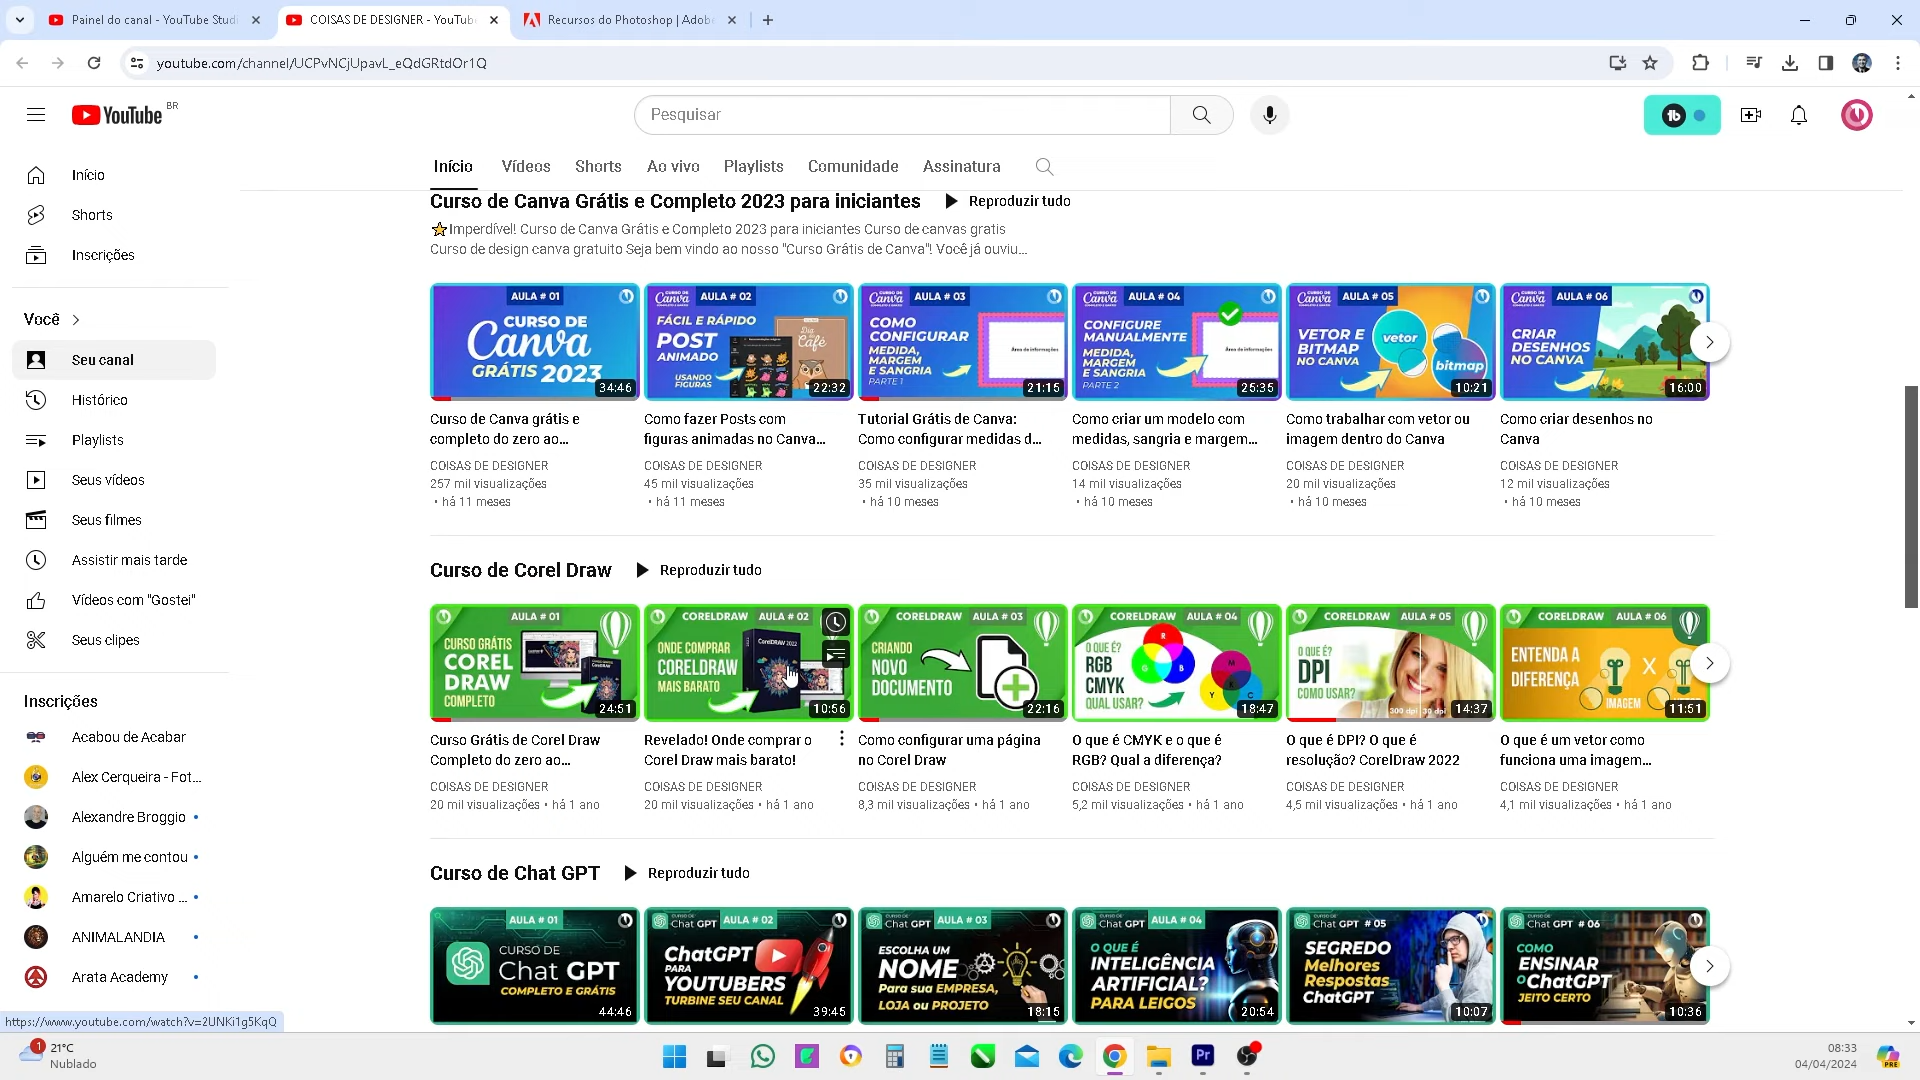 Painel do canal - YouTube Studi
COISAS DE DESIGNER - YouTube
Recursos do Photoshop | Adobe
youtube.com/channel/UCPvNCjUpavL_eQdGRtdOr1Q
YouTube BR
Pesquisar
Início
Vídeos
Shorts
Ao vivo
Playlists
Comunidade
Assinatura
Início
Shorts
Inscrições
Você
Seu canal
Histórico
Playlists
Seus vídeos
Seus filmes
Assistir mais tarde
Vídeos com "Gostei"
Seus clipes
Inscrições
Acabou de Acabar
Alex Cerqueira - Fot...
Alexandre Broggio
Alguém me contou
Amarelo Criativo ...
ANIMALANDIA
Arata Academy
Curso de Canva Grátis e Completo 2023 para iniciantes
Reproduzir tudo
⭐Imperdível! Curso de Canva Grátis e Completo 2023 para iniciantes Curso de canvas gratis
Curso de design canva gratuito Seja bem vindo ao nosso "Curso Grátis de Canva"! Você já ouviu...
AULA # 01
CURSO DE
Canva
GRÁTIS 2023
34:46
Curso de Canva grátis e
completo do zero ao...
COISAS DE DESIGNER
257 mil visualizações
• há 11 meses
AULA # 02
FÁCIL E RÁPIDO
POST
ANIMADO
USANDO
FIGURAS
Dia
do
Café
22:32
Como fazer Posts com
figuras animadas no Canva...
COISAS DE DESIGNER
45 mil visualizações
• há 11 meses
Canva
AULA # 03
COMO
CONFIGURAR
MEDIDA,
MARGEM
E SANGRIA
PARTE 1
Área de informações
21:15
Tutorial Grátis de Canva:
Como configurar medidas d...
COISAS DE DESIGNER
35 mil visualizações
• há 10 meses
Canva
AULA # 04
CONFIGURE
MANUALMENTE
MEDIDA,
MARGEM
E SANGRIA
PARTE 2
Área de informações
25:35
Como criar um modelo com
medidas, sangria e margem...
COISAS DE DESIGNER
14 mil visualizações
• há 10 meses
Canva
AULA # 05
VETOR E
BITMAP
NO CANVA
vetor
bitmap
10:21
Como trabalhar com vetor ou
imagem dentro do Canva
COISAS DE DESIGNER
20 mil visualizações
• há 10 meses
Canva
AULA # 06
CRIAR
DESENHOS
NO CANVA
16:00
Como criar desenhos no
Canva
COISAS DE DESIGNER
12 mil visualizações
• há 10 meses
Curso de Corel Draw
Reproduzir tudo
AULA # 01
CURSO GRÁTIS
COREL
DRAW
COMPLETO
24:51
Curso Grátis de Corel Draw
Completo do zero ao...
COISAS DE DESIGNER
20 mil visualizações • há 1 ano
CORELDRAW AULA # 02
ONDE COMPRAR
CORELDRAW
MAIS BARATO
CorelDRAW 2022
10:56
Revelado! Onde comprar o
Corel Draw mais barato!
COISAS DE DESIGNER
20 mil visualizações • há 1 ano
CORELDRAW AULA # 03
CRIANDO
NOVO
DOCUMENTO
22:16
Como configurar uma página
no Corel Draw
COISAS DE DESIGNER
8,3 mil visualizações • há 1 ano
CORELDRAW AULA # 04
O QUE É?
RGB
CMYK
QUAL USAR?
R
G
B
M
Y
C
18:47
O que é CMYK e o que é
RGB? Qual a diferença?
COISAS DE DESIGNER
5,2 mil visualizações • há 1 ano
CORELDRAW AULA # 05
O QUE É?
DPI
COMO USAR?
300 dpi
30 dpi
14:37
O que é DPI? O que é
resolução? CorelDraw 2022
COISAS DE DESIGNER
4,5 mil visualizações • há 1 ano
CORELDRAW AULA # 06
ENTENDA A
DIFERENÇA
X
IMAGEM
11:51
O que é um vetor como
funciona uma imagem...
COISAS DE DESIGNER
4,1 mil visualizações • há 1 ano
Curso de Chat GPT
Reproduzir tudo
AULA # 01
CURSO DE
Chat GPT
COMPLETO E GRÁTIS
44:46
Chat GPT AULA # 02
ChatGPT
PARA
YOUTUBERS
TURBINE SEU CANAL
39:45
Chat GPT AULA # 03
ESCOLHA UM
NOME
Para sua EMPRESA,
LOJA ou PROJETO
18:15
Chat GPT AULA # 04
O QUE É
INTELIGÊNCIA
ARTIFICIAL?
PARA LEIGOS
20:54
Chat GPT # 05
SEGREDO
Melhores
Respostas
ChatGPT
10:07
Chat GPT # 06
COMO
ENSINAR
o ChatGPT
JEITO CERTO
10:36
https://www.youtube.com/watch?v=2UNKi1g5KqQ
1
21°C
Nublado
Pr
08:33
04/04/2024
PRE